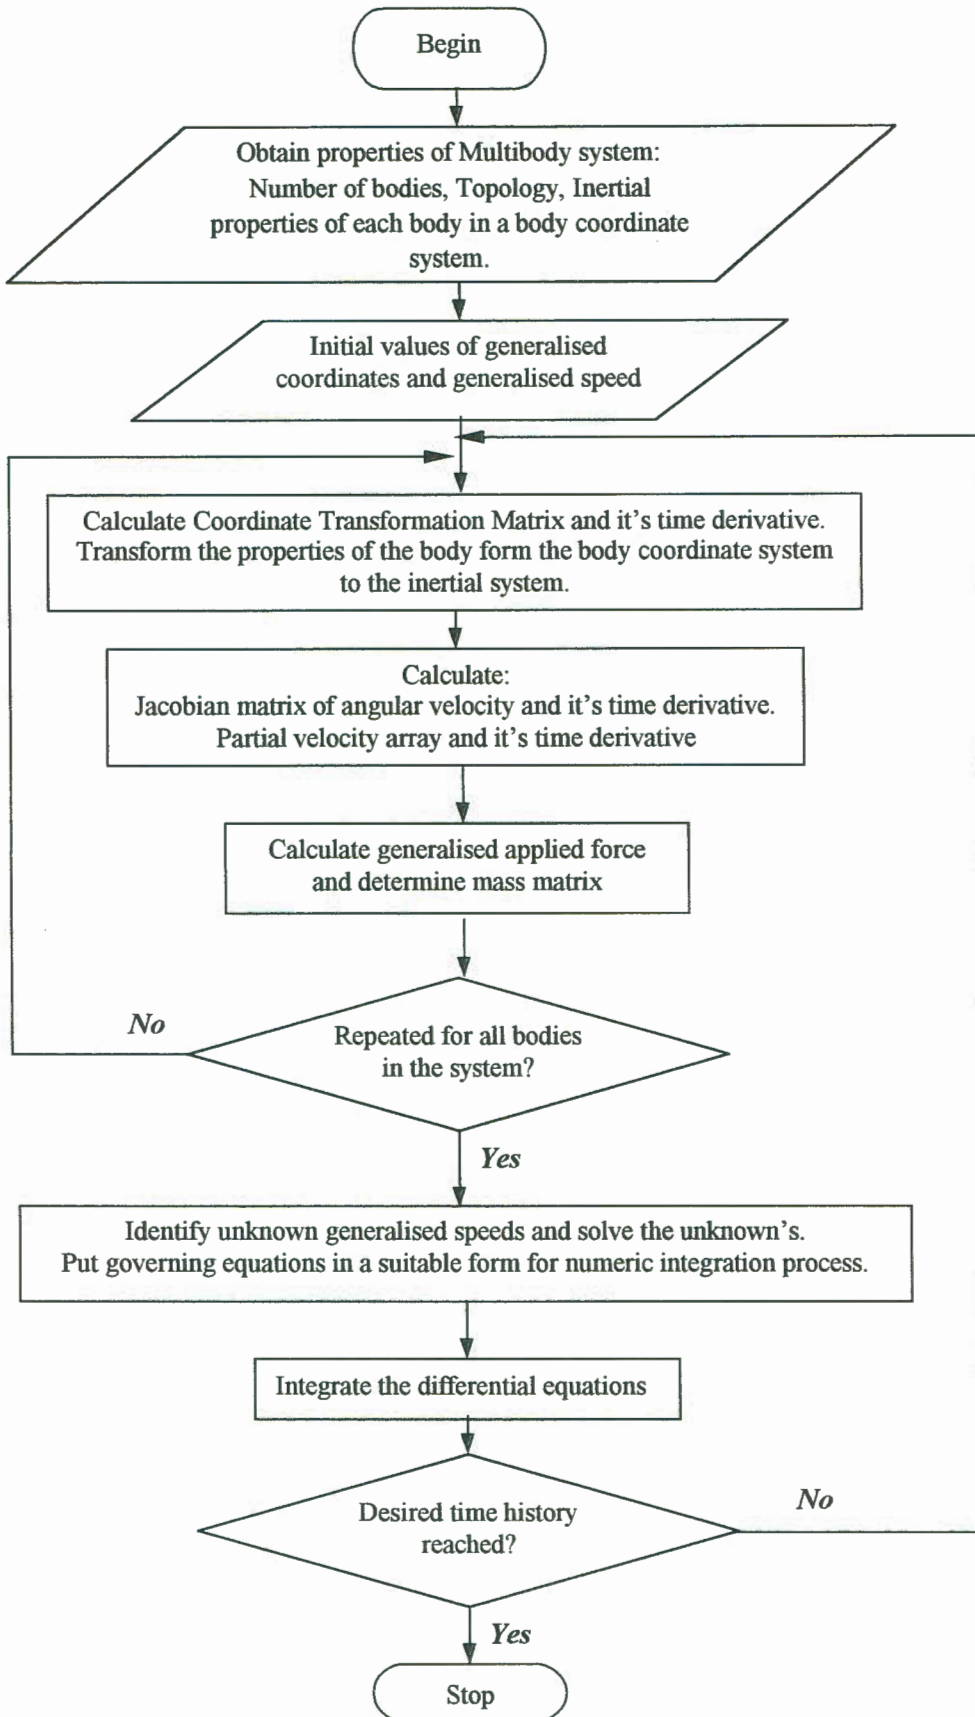 Begin
Obtain properties of Multibody system:
Number of bodies, Topology, Inertial
properties of each body in a body coordinate
system.
Initial values of generalised
coordinates and generalised speed
Calculate Coordinate Transformation Matrix and it's time derivative.
Transform the properties of the body form the body coordinate system
to the inertial system.
Calculate:
Jacobian matrix of angular velocity and it's time derivative.
Partial velocity array and it's time derivative
Calculate generalised applied force
and determine mass matrix
No
Repeated for all bodies
in the system?
Yes
Identify unknown generalised speeds and solve the unknown's.
Put governing equations in a suitable form for numeric integration process.
Integrate the differential equations
No
Desired time history
reached?
Yes
Stop